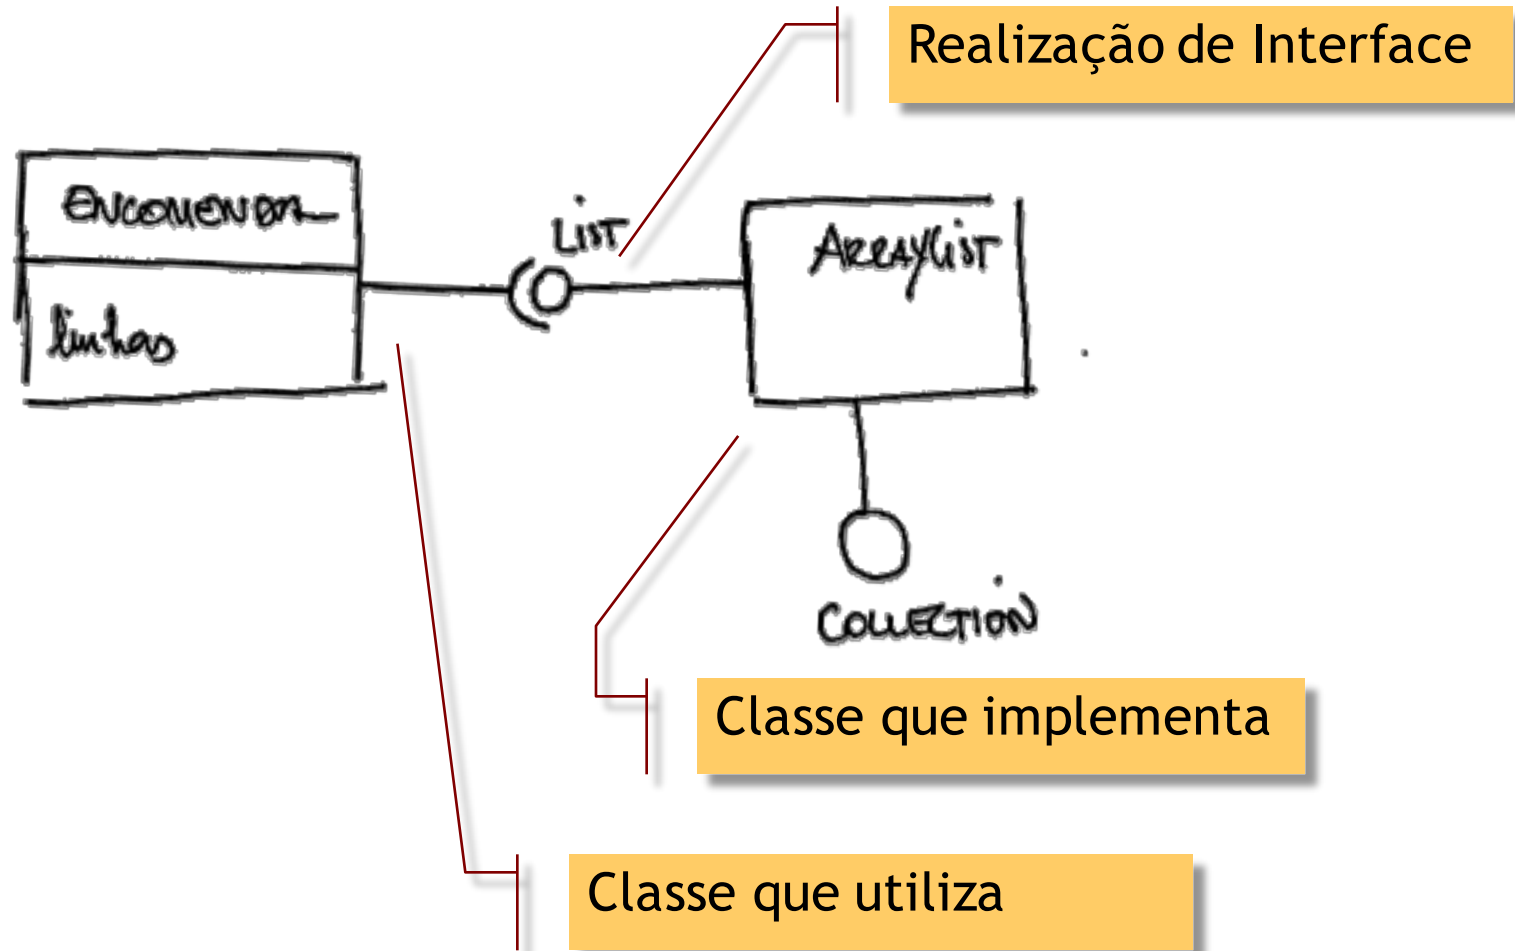 Realização de Interface
ENCOMENDA
LIST
ARRAYLIST
linhas
COLLECTION
Classe que implementa
Classe que utiliza